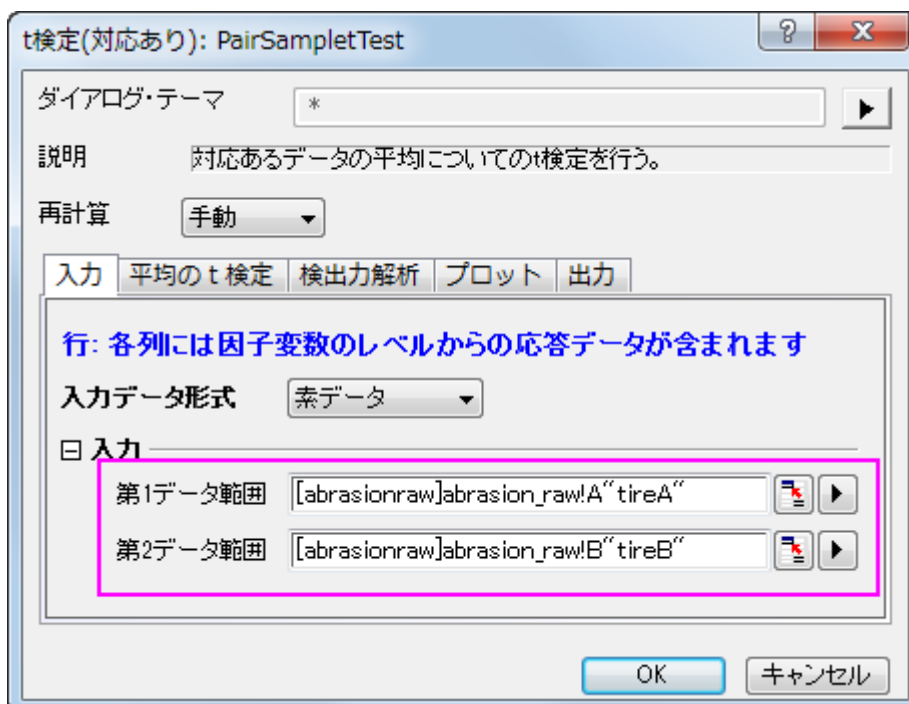 t検定(対応あり): PairSampletTest
ダイアログ・テーマ *
説明 対応あるデータの平均についてのt検定を行う。
再計算 手動
入力 平均のt検定 検出力解析 プロット 出力
行: 各列には因子変数のレベルからの応答データが含まれます
入力データ形式 素データ
入力
第1データ範囲 [abrasionraw]abrasion_raw!A"tireA"
第2データ範囲 [abrasionraw]abrasion_raw!B"tireB"
OK キャンセル